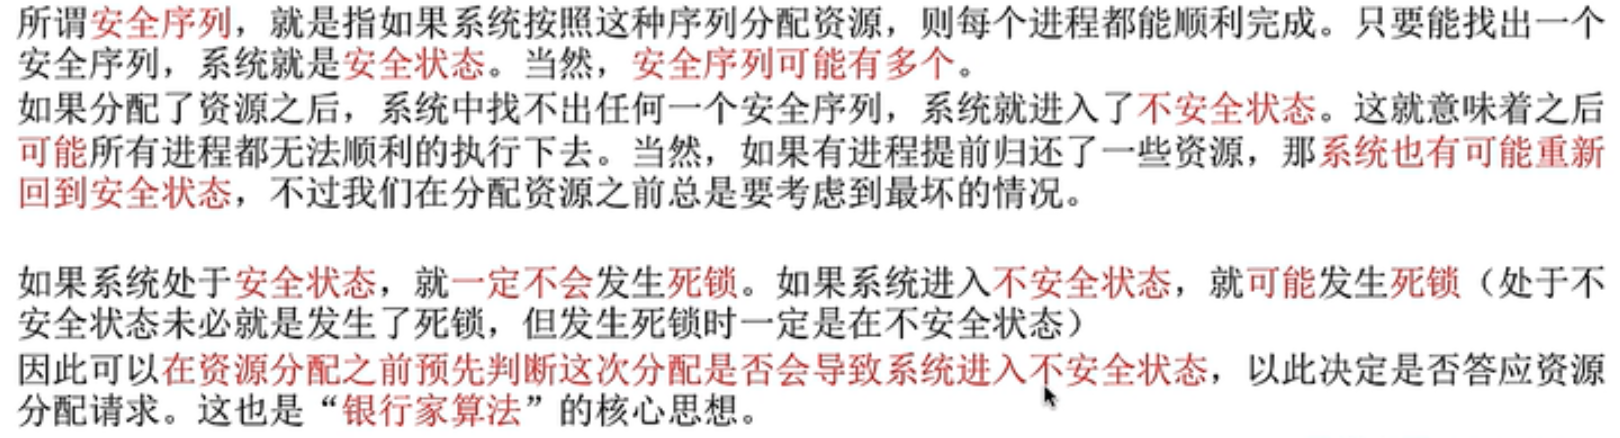 所谓安全序列，就是指如果系统按照这种序列分配资源，则每个进程都能顺利完成。只要能找出一个
安全序列，系统就是安全状态。当然，安全序列可能有多个。
如果分配了资源之后，系统中找不出任何一个安全序列，系统就进入了不安全状态。这就意味着之后
可能所有进程都无法顺利的执行下去。当然，如果有进程提前归还了一些资源，那系统也有可能重新
回到安全状态，不过我们在分配资源之前总是要考虑到最坏的情况。
如果系统处于安全状态，就一定不会发生死锁。如果系统进入不安全状态，就可能发生死锁（处于不
安全状态未必就是发生了死锁，但发生死锁时一定是在不安全状态）
因此可以在资源分配之前预先判断这次分配是否会导致系统进入不安全状态，以此决定是否答应资源
分配请求。这也是“银行家算法”的核心思想。